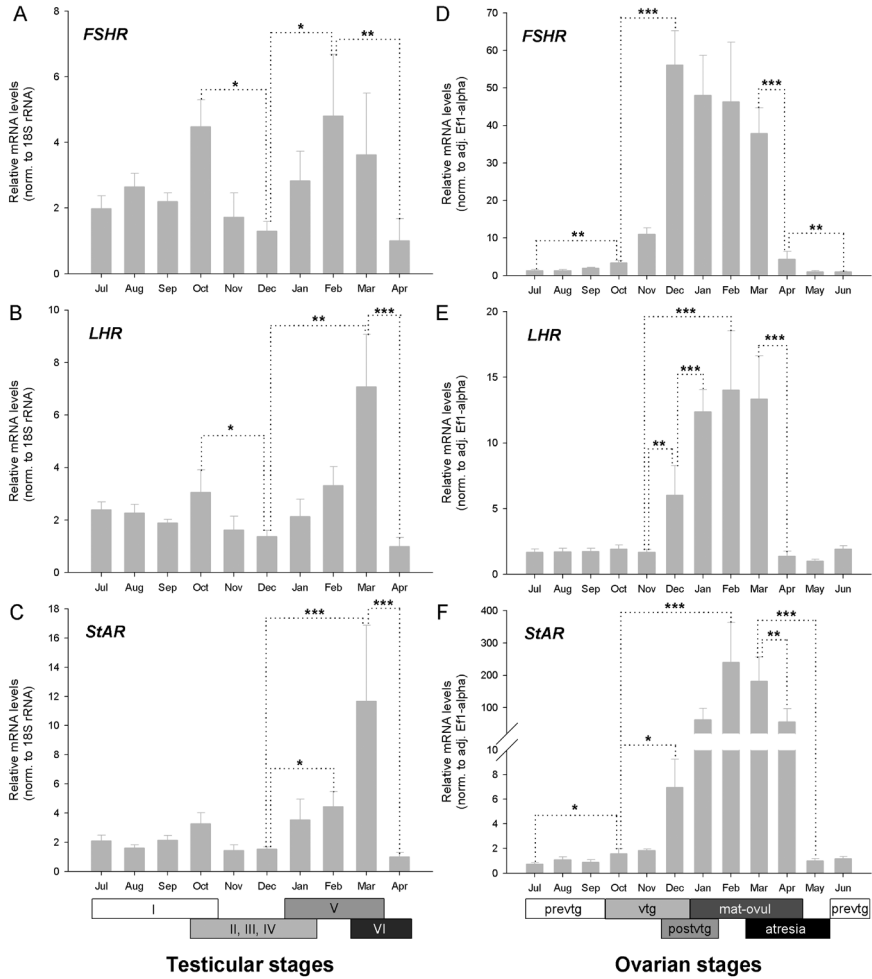 A
FSHR
Relative mRNA levels
(norm. to 18S rRNA)
8
6
4
2
0
*
*
**
Jul Aug Sep Oct Nov Dec Jan Feb Mar Apr
B
LHR
Relative mRNA levels
(norm. to 18S rRNA)
10
8
6
4
2
0
*
**
***
Jul Aug Sep Oct Nov Dec Jan Feb Mar Apr
C
StAR
Relative mRNA levels
(norm. to 18S rRNA)
18
16
14
12
10
8
6
4
2
0
***
***
*
Jul Aug Sep Oct Nov Dec Jan Feb Mar Apr
I
V
II, III, IV
VI
Testicular stages
D
FSHR
Relative mRNA levels
(norm. to adj. Ef1-alpha)
70
60
50
40
30
20
10
0
***
***
**
**
Jul Aug Sep Oct Nov Dec Jan Feb Mar Apr May Jun
E
LHR
Relative mRNA levels
(norm. to adj. Ef1-alpha)
20
15
10
5
0
***
***
***
**
Jul Aug Sep Oct Nov Dec Jan Feb Mar Apr May Jun
F
StAR
Relative mRNA levels
(norm. to adj. Ef1-alpha)
400
300
200
100
10
8
6
4
2
0
***
***
**
*
*
Jul Aug Sep Oct Nov Dec Jan Feb Mar Apr May Jun
prevtg
vtg
mat-ovul
prevtg
postvtg
atresia
Ovarian stages